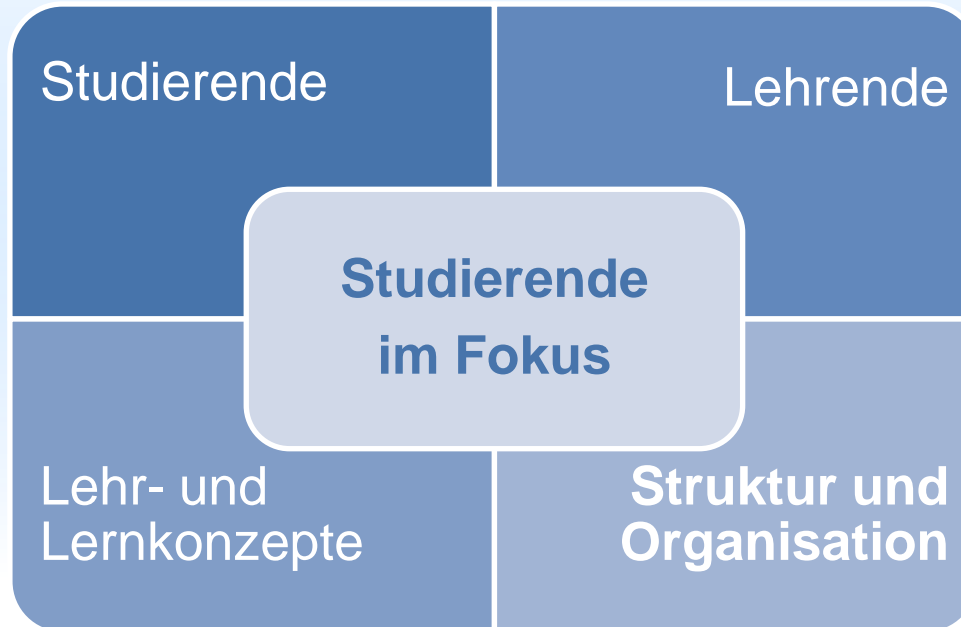 Studierende
Lehrende
Studierende
im Fokus
Lehr- und
Lernkonzepte
Struktur und
Organisation